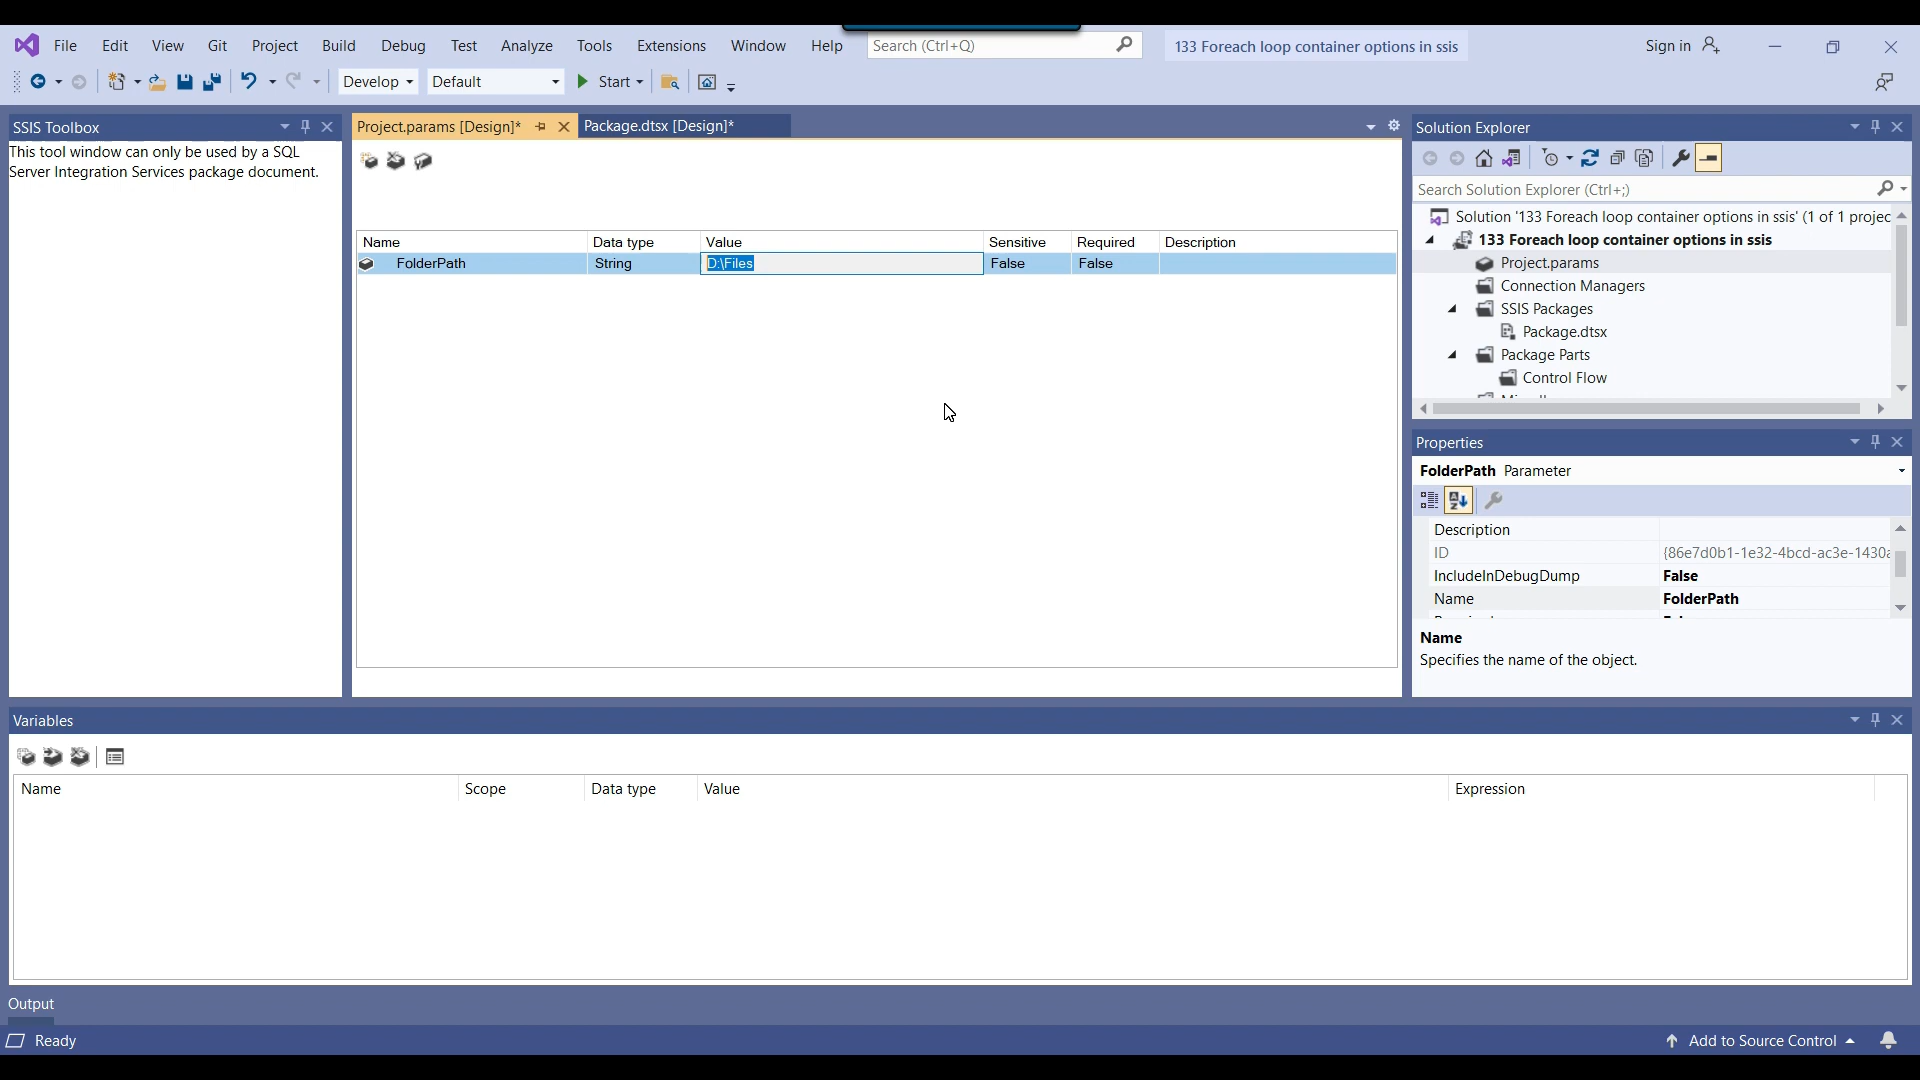 File Edit View Git Project Build Debug Test Analyze Tools Extensions Window Help Search (Ctrl+Q) 133 Foreach loop container options in ssis Sign in
Develop Default Start
SSIS Toolbox
This tool window can only be used by a SQL
Server Integration Services package document.
Project.params [Design]* Package.dtsx [Design]*
Name Data type Value Sensitive Required Description
FolderPath String D:\Files False False
Solution Explorer
Search Solution Explorer (Ctrl+;)
Solution '133 Foreach loop container options in ssis' (1 of 1 projec
133 Foreach loop container options in ssis
Project.params
Connection Managers
SSIS Packages
Package.dtsx
Package Parts
Control Flow
Properties
FolderPath Parameter
Description
ID {86e7d0b1-1e32-4bcd-ac3e-1430a
IncludeInDebugDump False
Name FolderPath
Name
Specifies the name of the object.
Variables
Name Scope Data type Value Expression
Output
Ready Add to Source Control